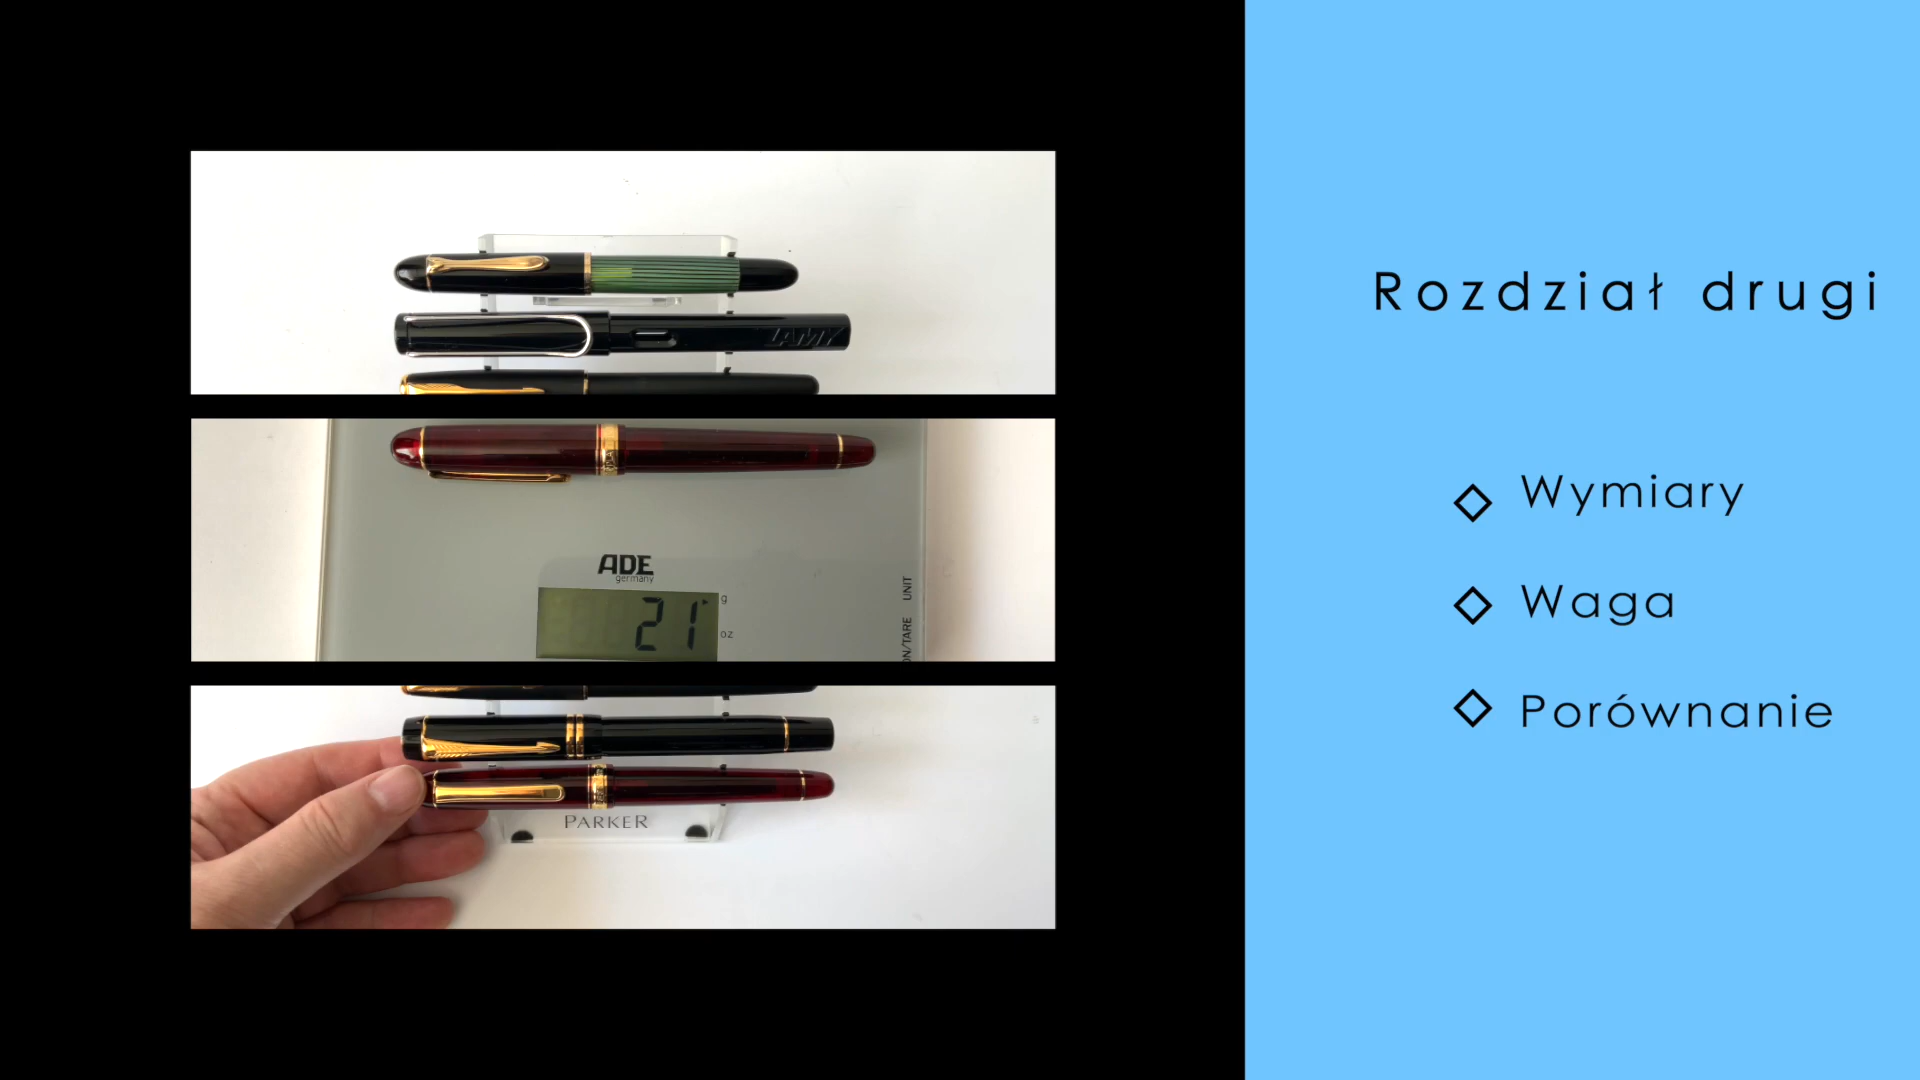 LAMY
ADE
germany
21
g
oz
UNIT
ON/TARE
PARKER
Rozdział drugi
Wymiary
Waga
Porównanie